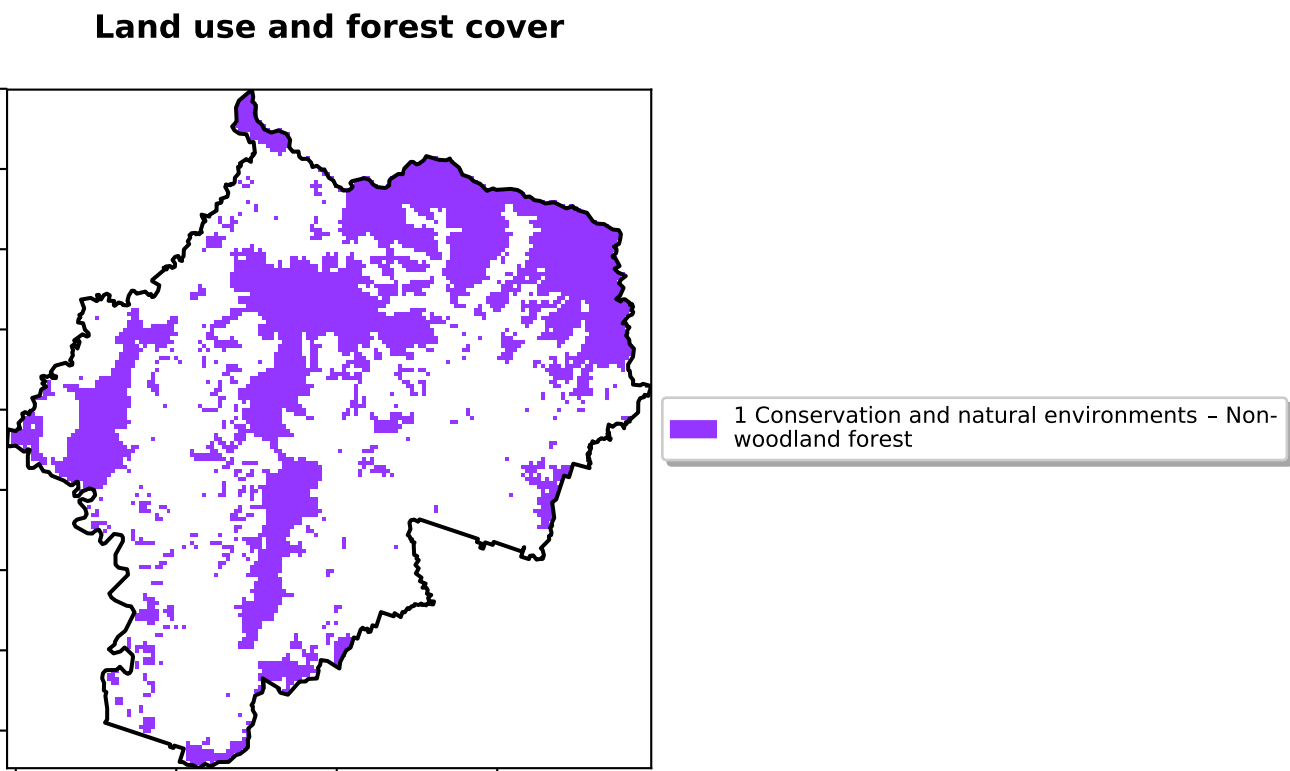 Land use and forest cover
1 Conservation and natural environments – Non-
woodland forest